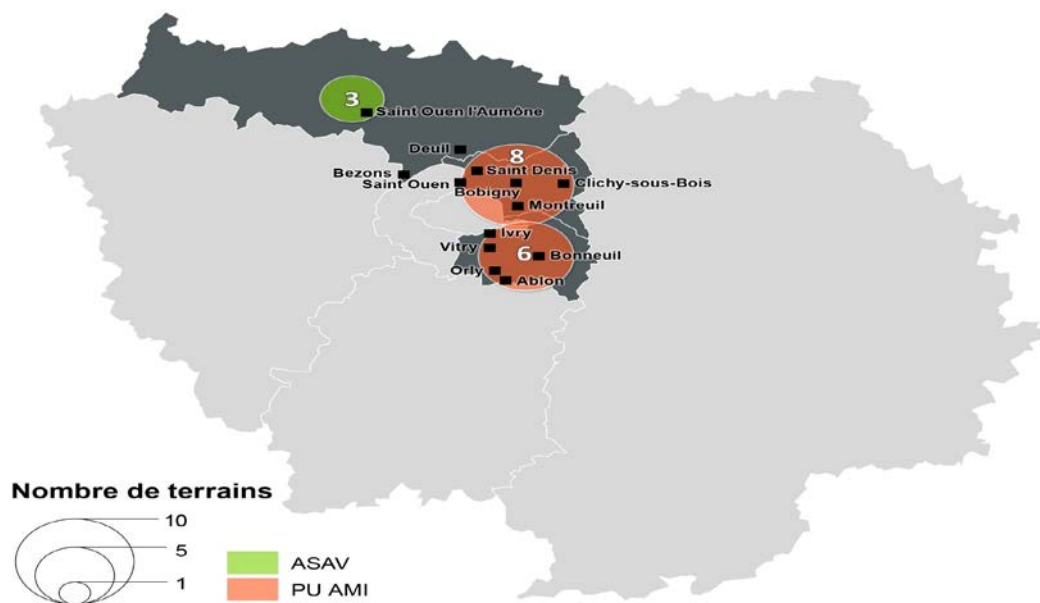 3
Saint Ouen l'Aumône
Deuil
8
Bezons
Saint Denis
Saint Ouen
Clichy-sous-Bois
Bobigny
Montreuil
Ivry
Vitry
6
Bonneuil
Orly
Ablon
Nombre de terrains
10
5
1
ASAV
PU AMI